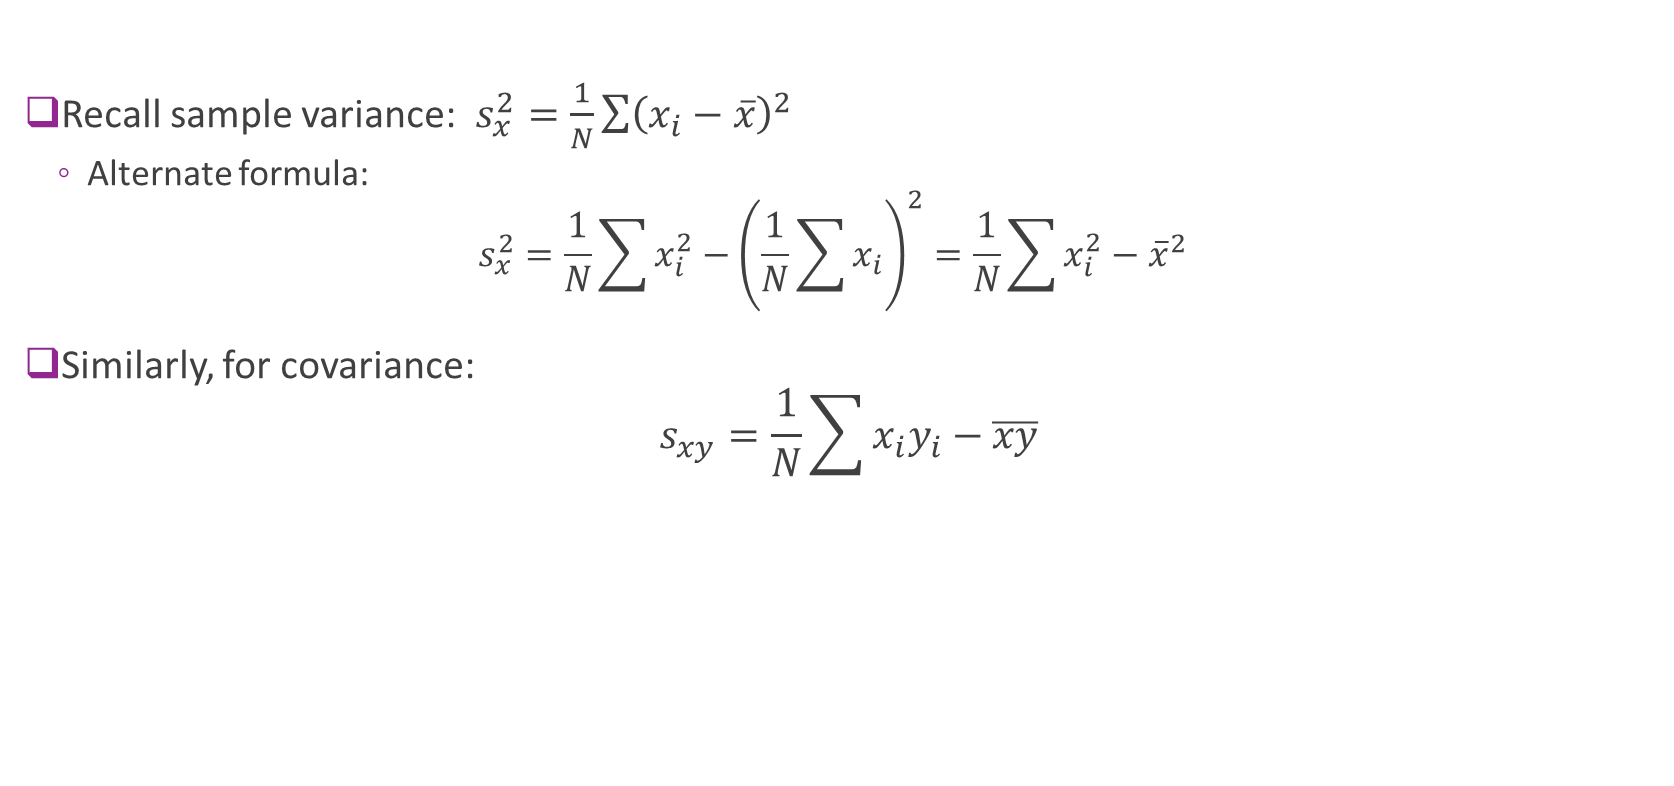 ❑Recall sample variance: $s_x^2 = \frac{1}{N}\sum(x_i - \bar{x})^2$
◦ Alternate formula:
$s_x^2 = \frac{1}{N}\sum x_i^2 - \left(\frac{1}{N}\sum x_i\right)^2 = \frac{1}{N}\sum x_i^2 - \bar{x}^2$
❑Similarly, for covariance:
$s_{xy} = \frac{1}{N}\sum x_i y_i - \overline{xy}$